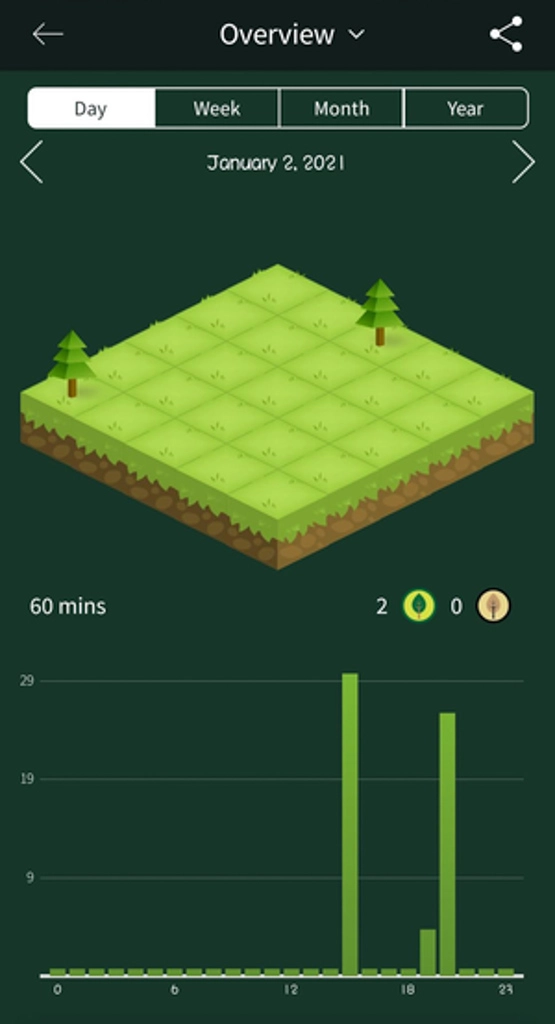 Overview
Day Week Month Year
January 2, 2021
60 mins 2 0
29
19
9
0 6 12 18 23